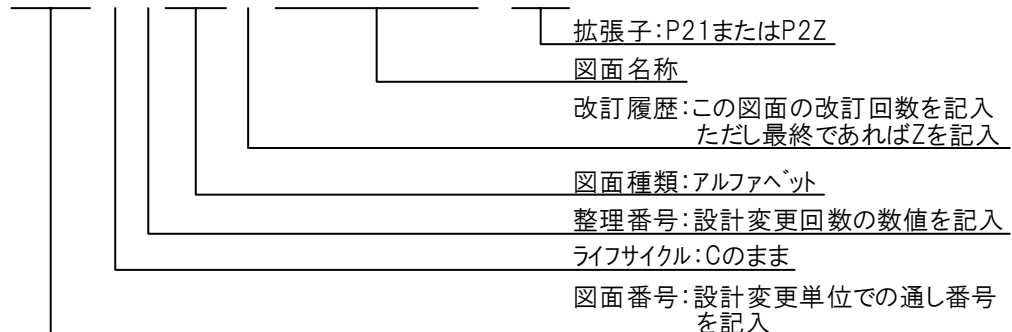 拡張子:P21またはP2Z
図面名称
改訂履歴:この図面の改訂回数を記入
ただし最終であればZを記入
図面種類:アルファベット
整理番号:設計変更回数の数値を記入
ライフサイクル:Cのまま
図面番号:設計変更単位での通し番号
を記入